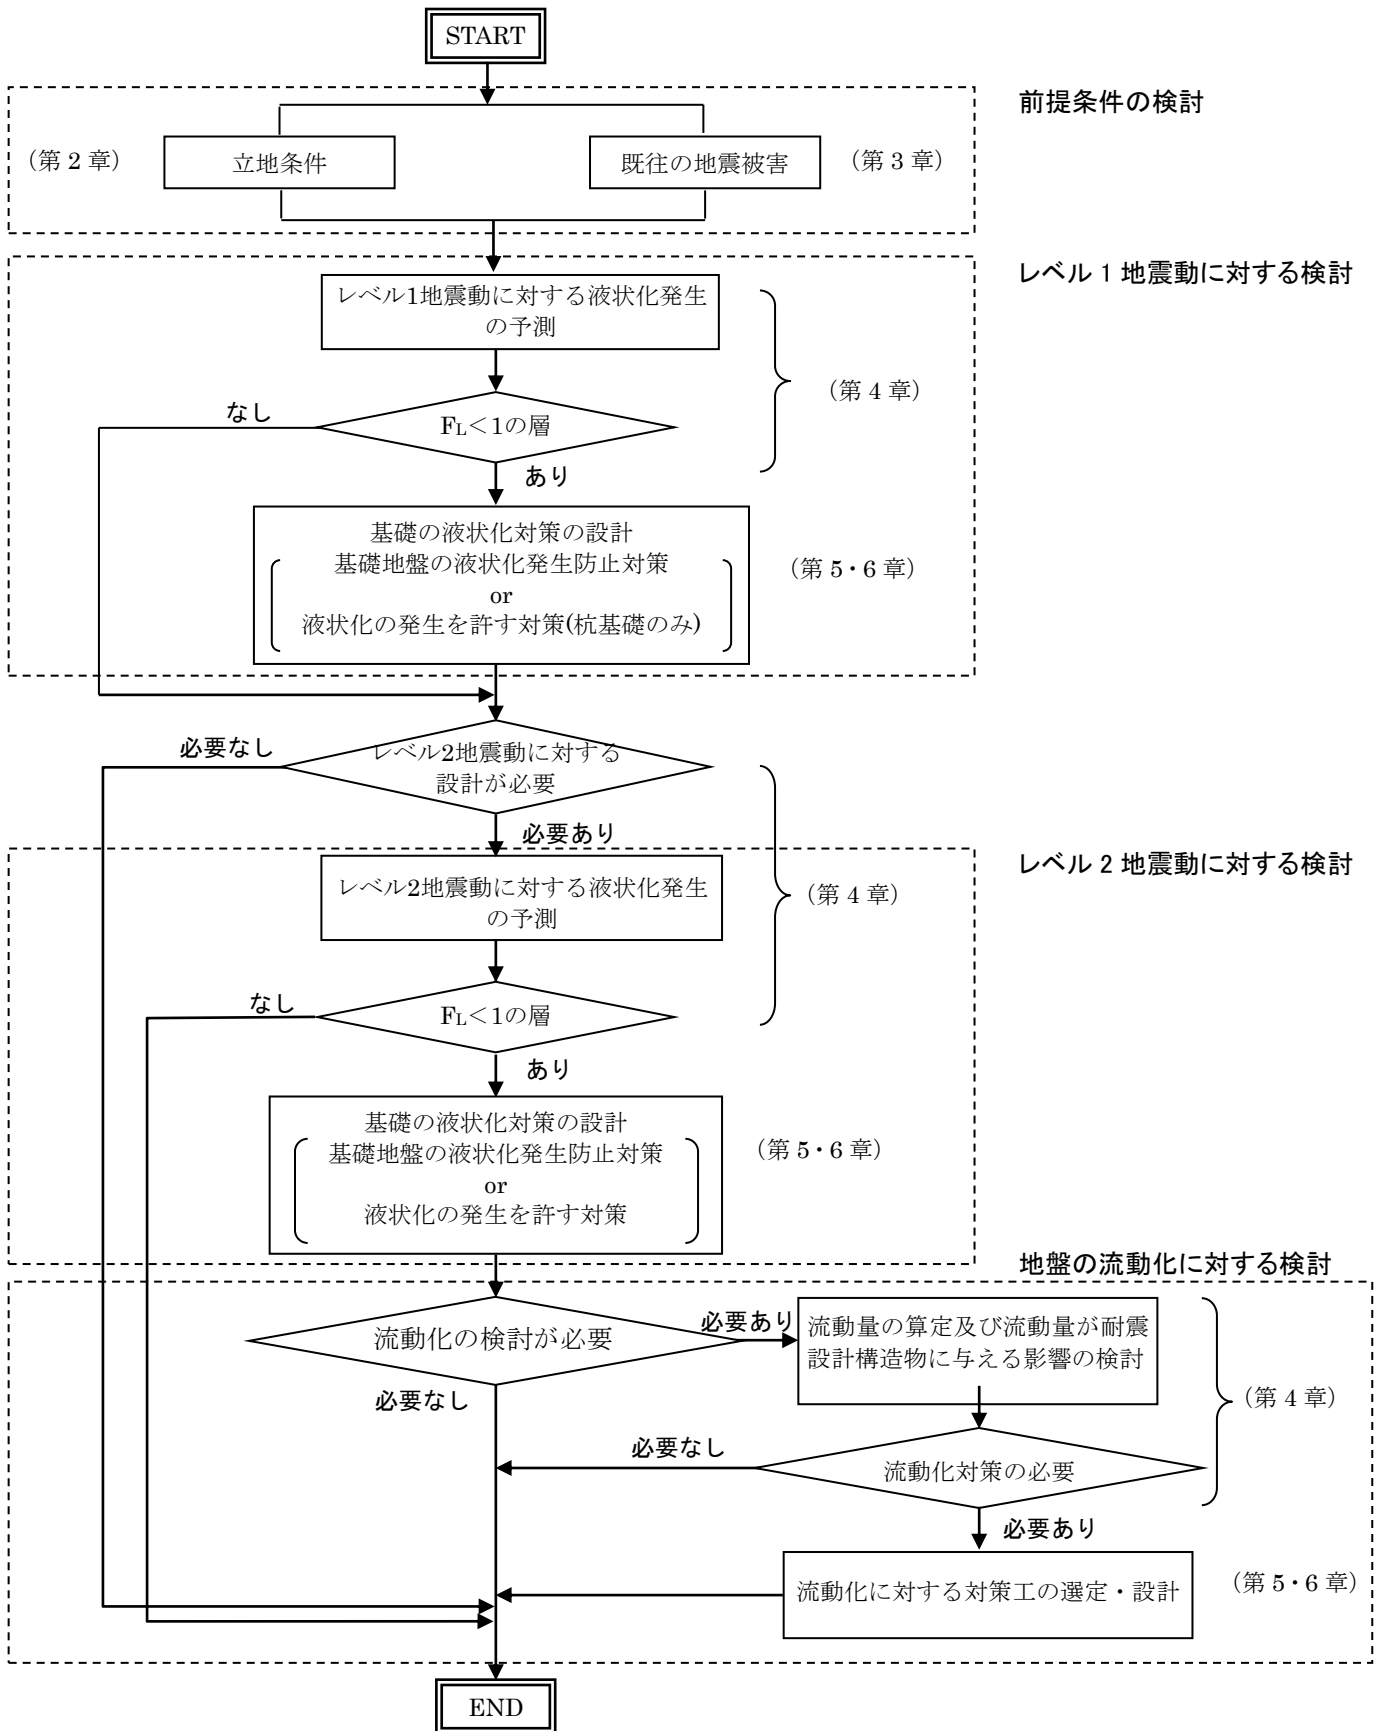 START
前提条件の検討
（第 2 章）
立地条件
既往の地震被害
（第 3 章）
レベル 1 地震動に対する検討
レベル1地震動に対する液状化発生
の予測
（第 4 章）
なし
FL＜1の層
あり
基礎の液状化対策の設計
基礎地盤の液状化発生防止対策
or
液状化の発生を許す対策(杭基礎のみ)
（第 5・6 章）
必要なし
レベル2地震動に対する
設計が必要
必要あり
レベル 2 地震動に対する検討
レベル2地震動に対する液状化発生
の予測
（第 4 章）
なし
FL＜1の層
あり
基礎の液状化対策の設計
基礎地盤の液状化発生防止対策
or
液状化の発生を許す対策
（第 5・6 章）
地盤の流動化に対する検討
流動化の検討が必要
必要あり
流動量の算定及び流動量が耐震
設計構造物に与える影響の検討
（第 4 章）
必要なし
必要なし
流動化対策の必要
必要あり
流動化に対する対策工の選定・設計
（第 5・6 章）
END